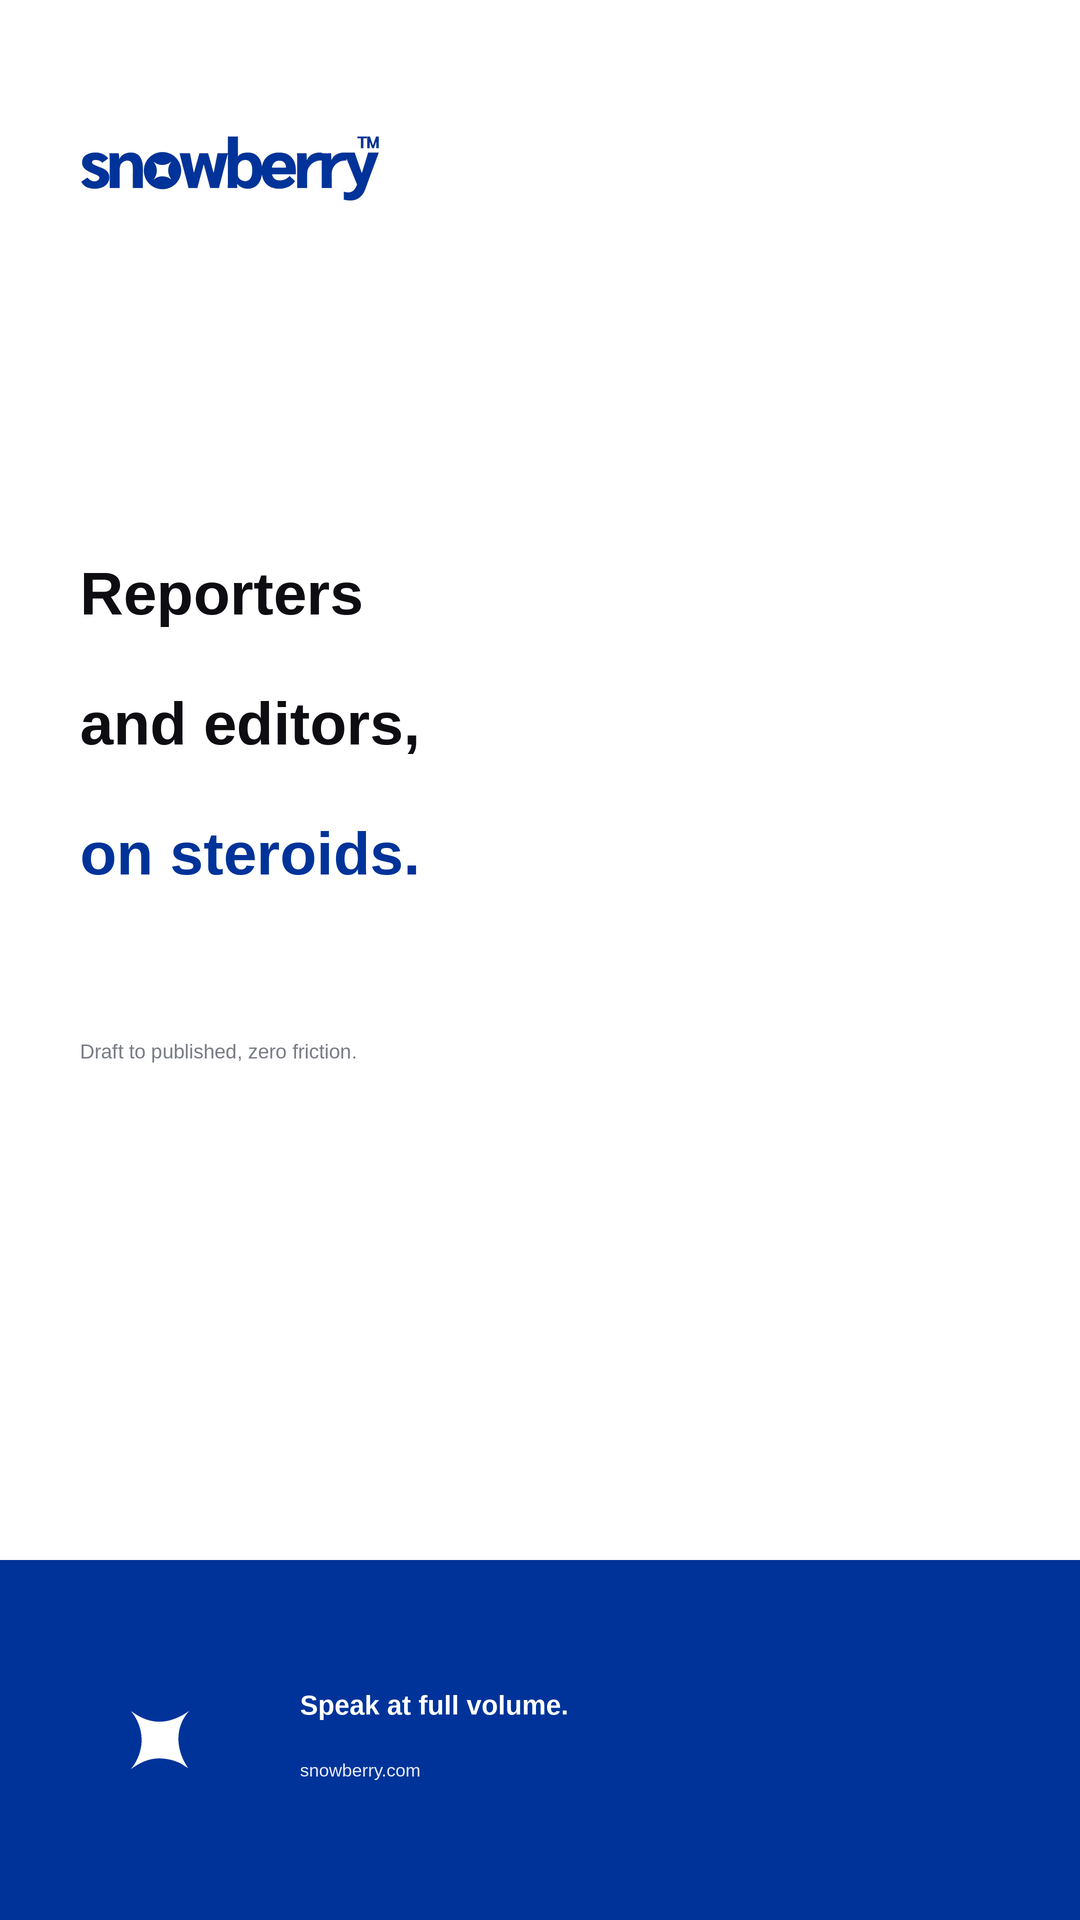 snowberry™
Reporters
and editors,
on steroids.
Draft to published, zero friction.
Speak at full volume.
snowberry.com